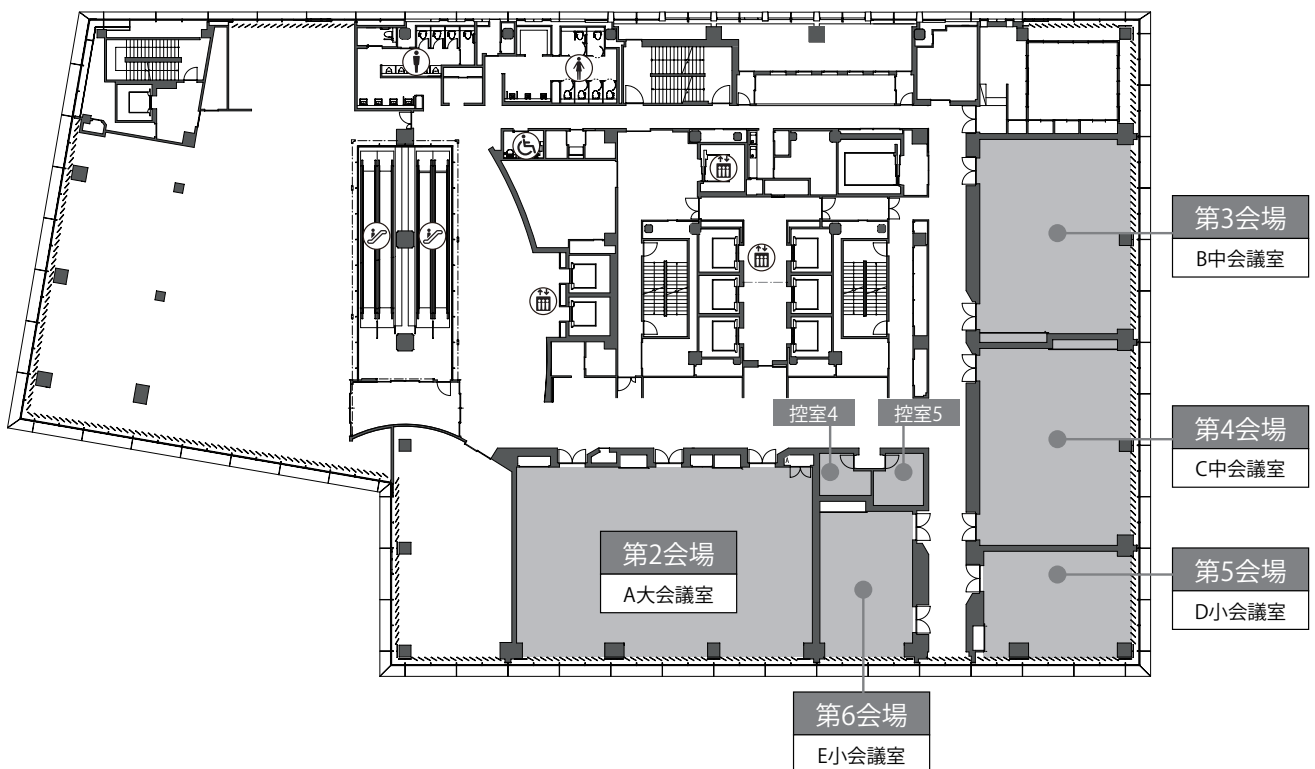 第3会場
B中会議室
控室4
控室5
第4会場
C中会議室
第2会場
A大会議室
第5会場
D小会議室
第6会場
E小会議室